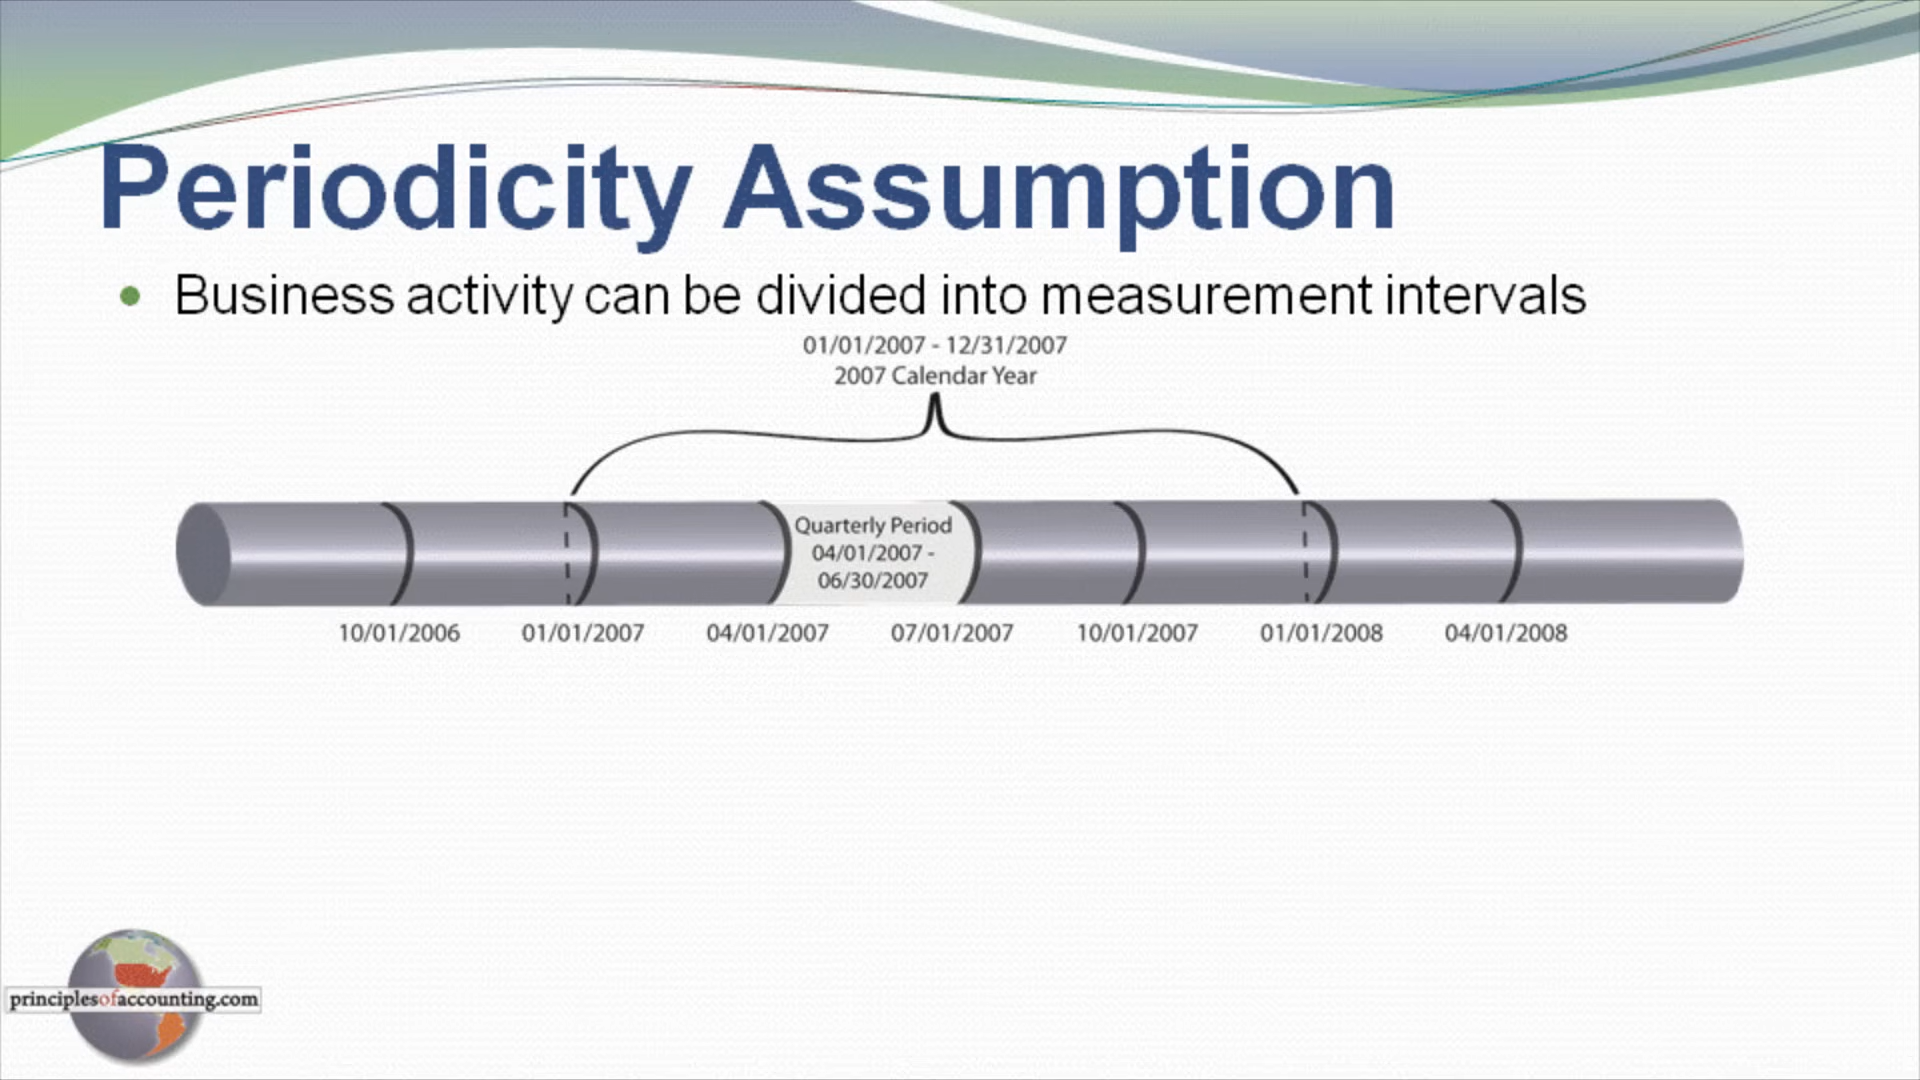 Periodicity Assumption
• Business activity can be divided into measurement intervals
01/01/2007 - 12/31/2007
2007 Calendar Year
Quarterly Period
04/01/2007 -
06/30/2007
10/01/2006 01/01/2007 04/01/2007 07/01/2007 10/01/2007 01/01/2008 04/01/2008
principlesofaccounting.com